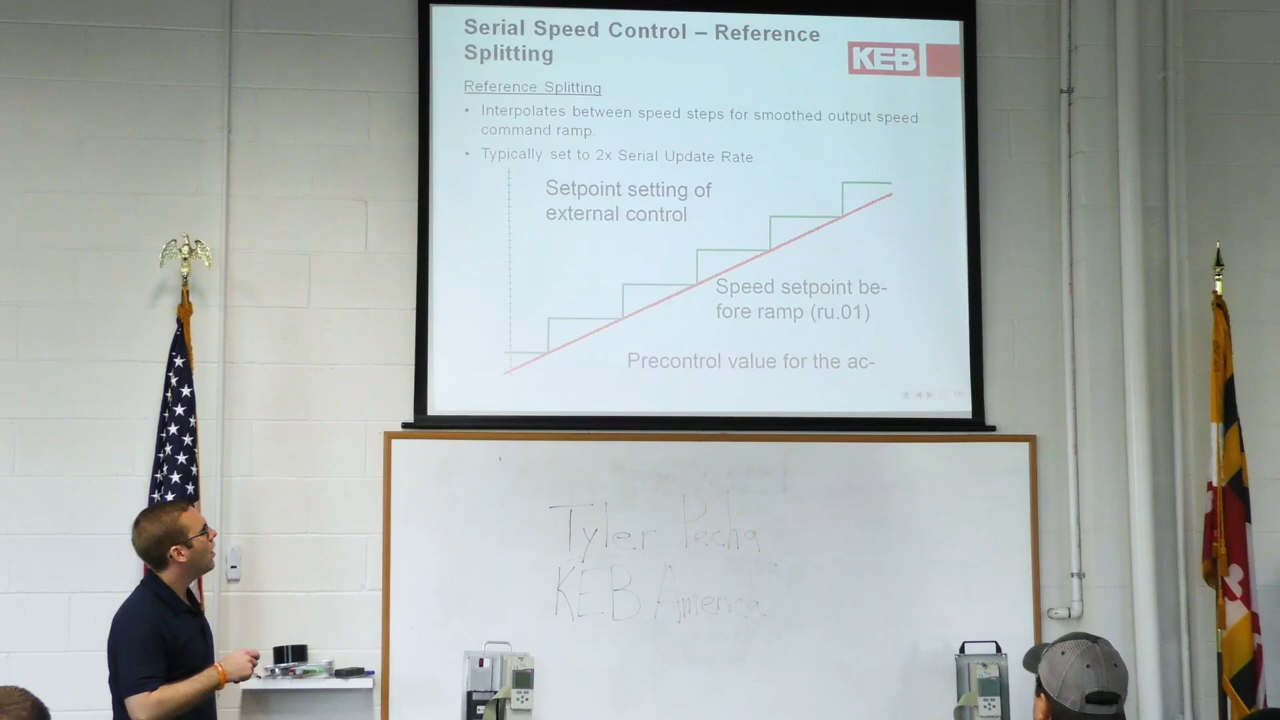 Serial Speed Control – Reference
Splitting
KEB
Reference Splitting
• Interpolates between speed steps for smoothed output speed
command ramp.
• Typically set to 2x Serial Update Rate
Setpoint setting of
external control
Speed setpoint be-
fore ramp (ru.01)
Precontrol value for the ac-
Tyler Pecha
KEB America